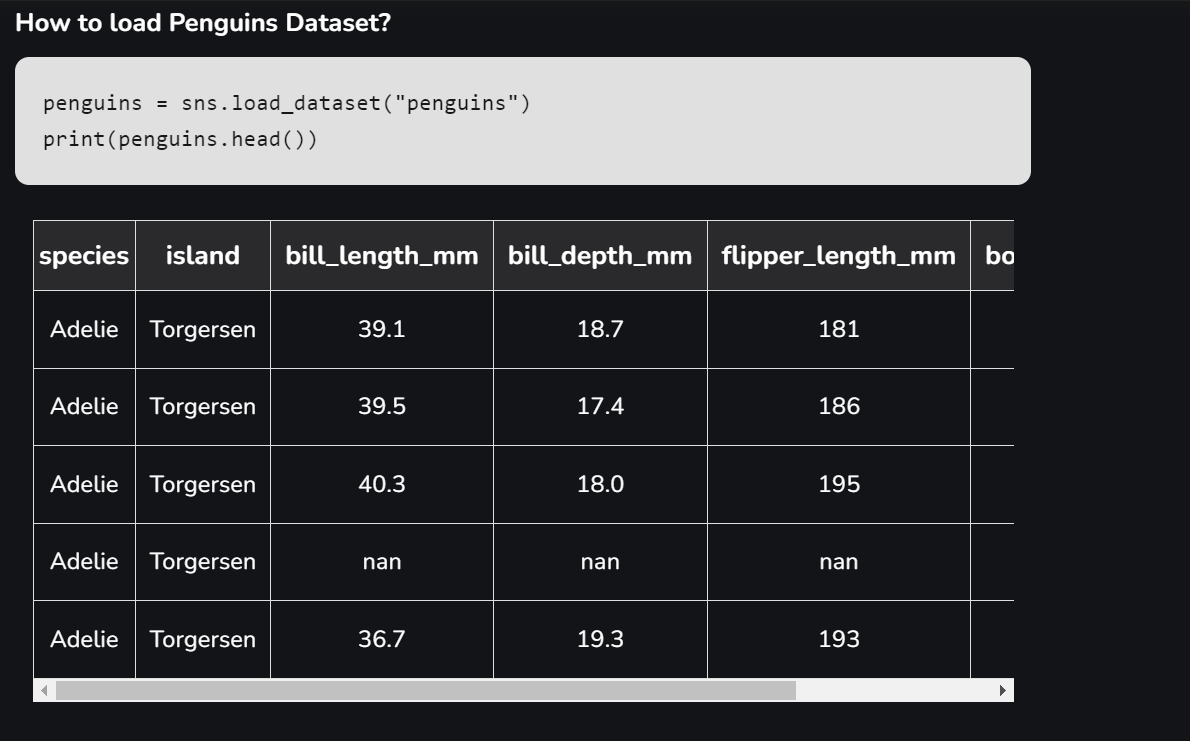 How to load Penguins Dataset?
penguins = sns.load_dataset("penguins")
print(penguins.head())
species island bill_length_mm bill_depth_mm flipper_length_mm bo
Adelie Torgersen 39.1 18.7 181
Adelie Torgersen 39.5 17.4 186
Adelie Torgersen 40.3 18.0 195
Adelie Torgersen nan nan nan
Adelie Torgersen 36.7 19.3 193